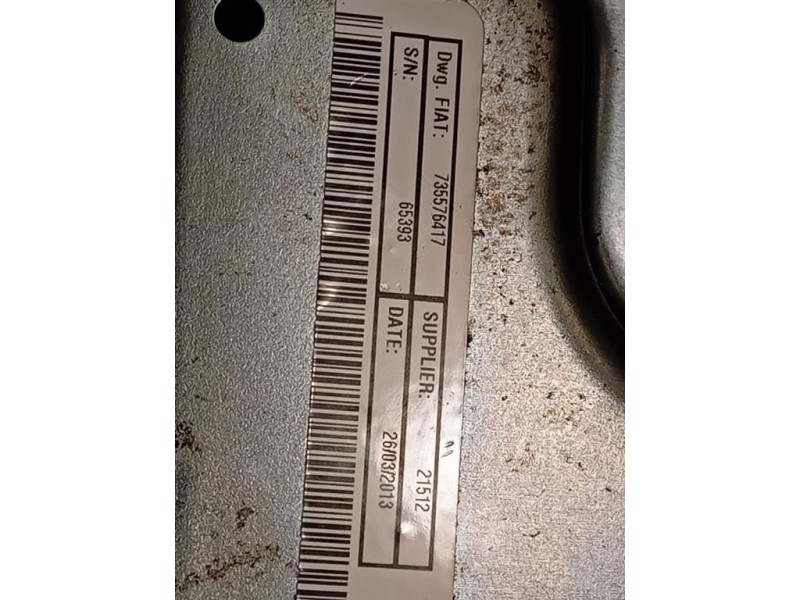 Dwg. FIAT: 735576417 SUPPLIER: 21512
S/N: 65393 DATE: 26/03/2013